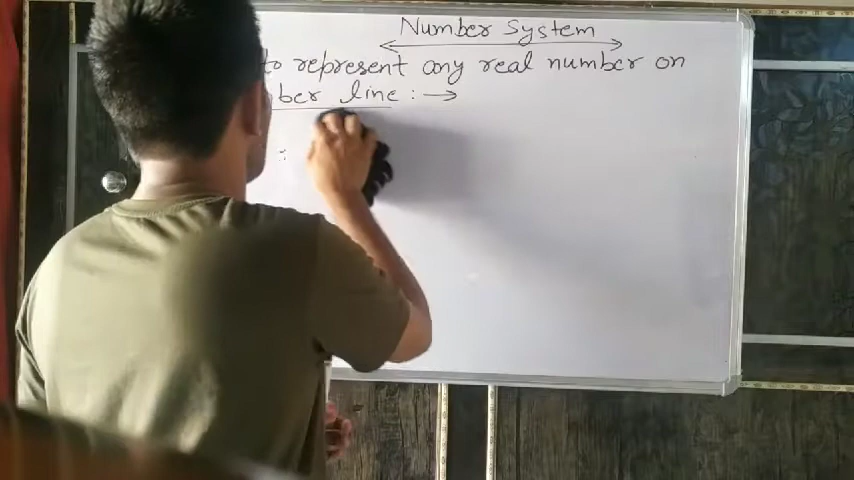 Number System
to represent any real number on
ber line : →
: